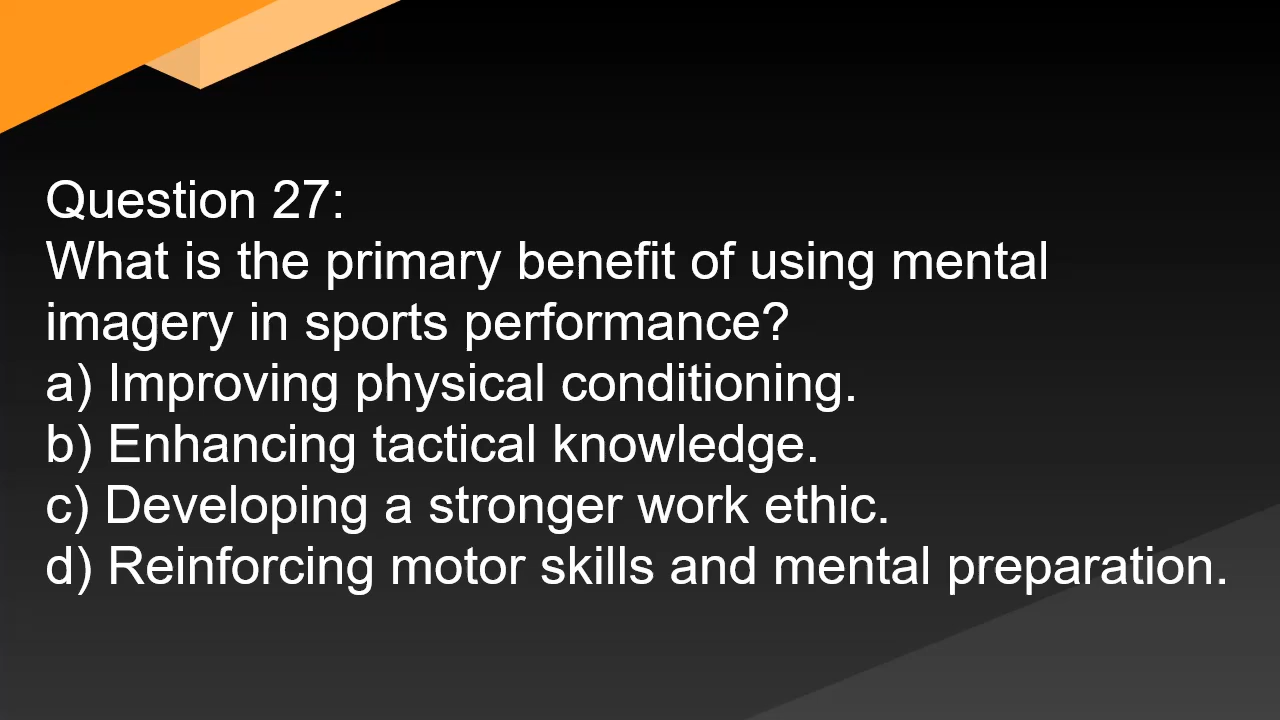 Question 27:
What is the primary benefit of using mental
imagery in sports performance?
a) Improving physical conditioning.
b) Enhancing tactical knowledge.
c) Developing a stronger work ethic.
d) Reinforcing motor skills and mental preparation.